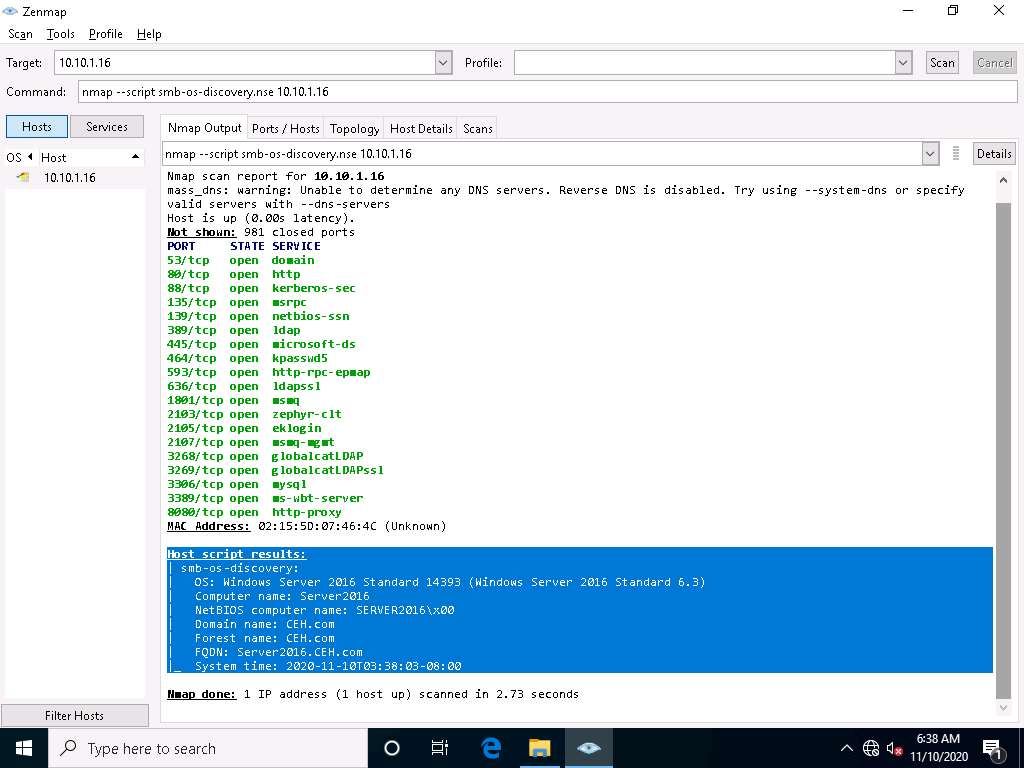 Zenmap
Scan Tools Profile Help
Target: 10.10.1.16 Profile: Scan Cancel
Command: nmap --script smb-os-discovery.nse 10.10.1.16
Hosts Services
Nmap Output Ports / Hosts Topology Host Details Scans
OS Host
10.10.1.16
nmap --script smb-os-discovery.nse 10.10.1.16 Details
Nmap scan report for 10.10.1.16
mass_dns: warning: Unable to determine any DNS servers. Reverse DNS is disabled. Try using --system-dns or specify
valid servers with --dns-servers
Host is up (0.00s latency).
Not shown: 981 closed ports
PORT STATE SERVICE
53/tcp open domain
80/tcp open http
88/tcp open kerberos-sec
135/tcp open msrpc
139/tcp open netbios-ssn
389/tcp open ldap
445/tcp open microsoft-ds
464/tcp open kpasswd5
593/tcp open http-rpc-epmap
636/tcp open ldapssl
1801/tcp open msmq
2103/tcp open zephyr-clt
2105/tcp open eklogin
2107/tcp open msmq-mgmt
3268/tcp open globalcatLDAP
3269/tcp open globalcatLDAPssl
3306/tcp open mysql
3389/tcp open ms-wbt-server
8080/tcp open http-proxy
MAC Address: 02:15:5D:07:46:4C (Unknown)
Host script results:
| smb-os-discovery:
| OS: Windows Server 2016 Standard 14393 (Windows Server 2016 Standard 6.3)
| Computer name: Server2016
| NetBIOS computer name: SERVER2016\x00
| Domain name: CEH.com
| Forest name: CEH.com
| FQDN: Server2016.CEH.com
|_ System time: 2020-11-10T03:38:03-08:00
Nmap done: 1 IP address (1 host up) scanned in 2.73 seconds
Filter Hosts
Type here to search
6:38 AM
11/10/2020
1